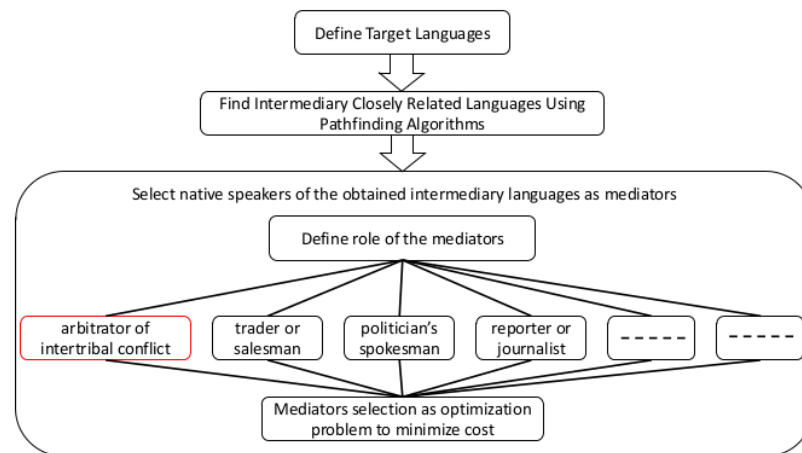 Define Target Languages
Find Intermediary Closely Related Languages Using
Pathfinding Algorithms
Select native speakers of the obtained intermediary languages as mediators
Define role of the mediators
arbitrator of
intertribal conflict
trader or
salesman
politician's
spokesman
reporter or
journalist
Mediators selection as optimization
problem to minimize cost